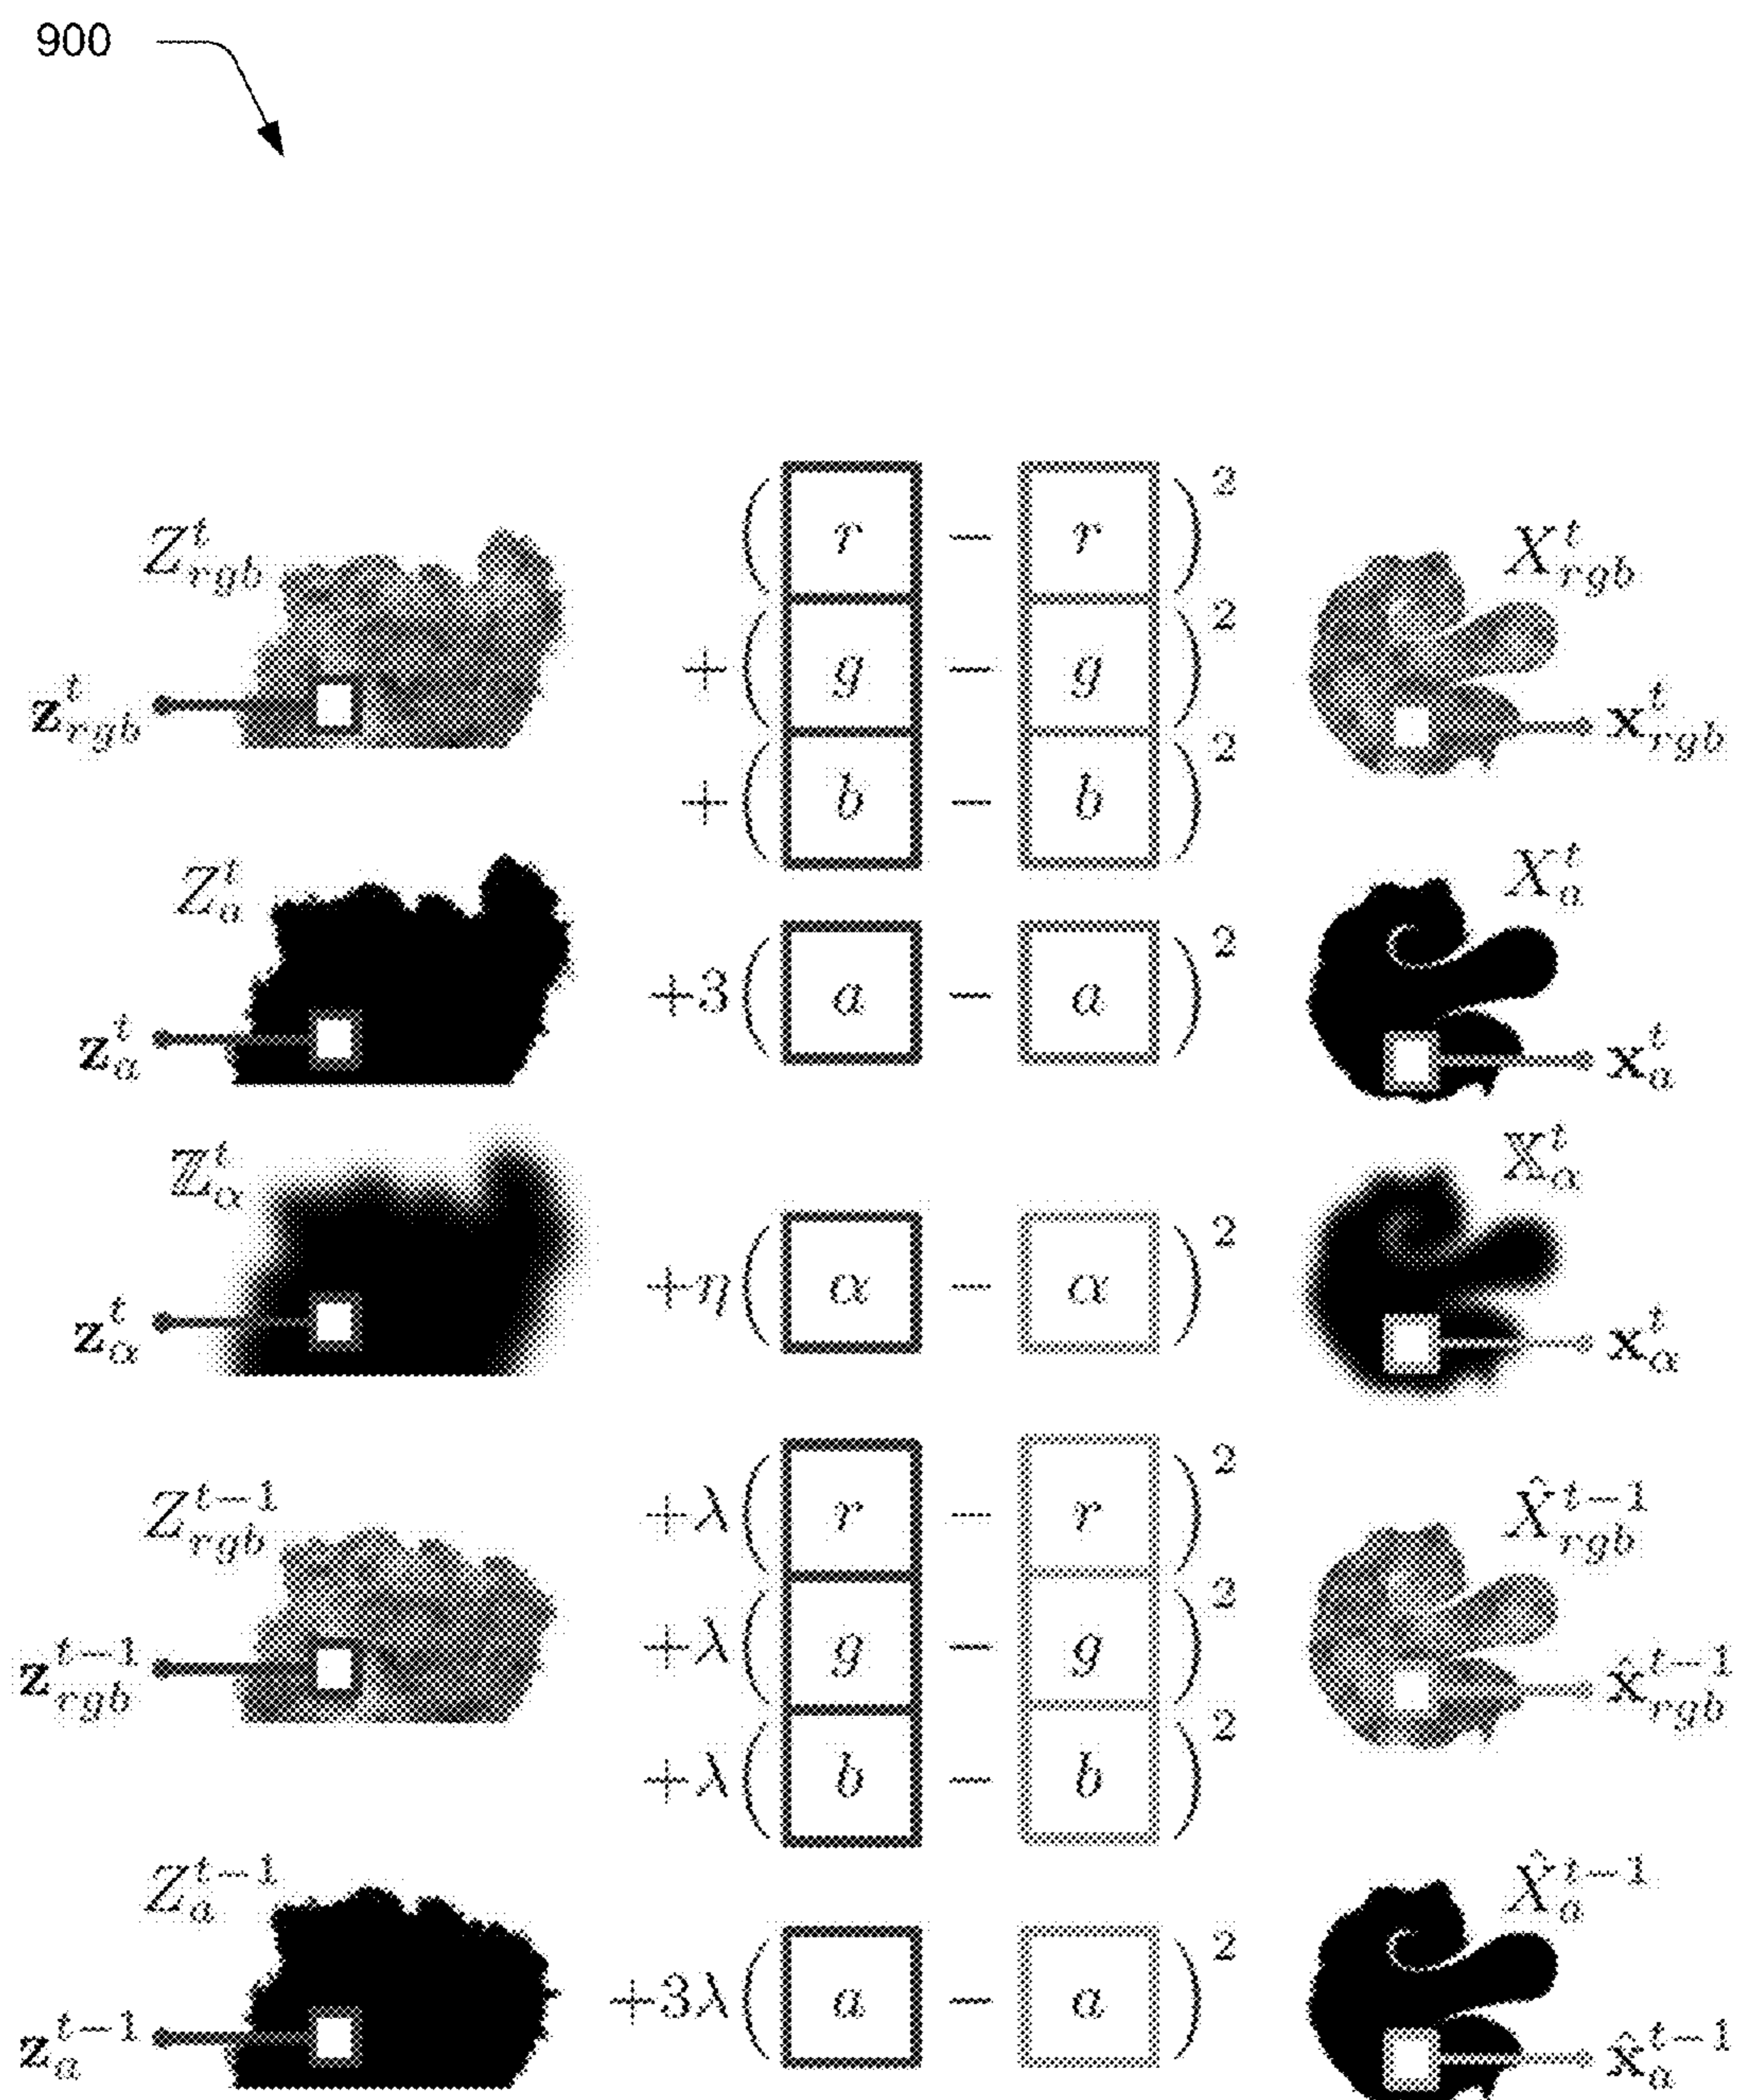 900
Z^t_{rgb} ( r − r )^2 X^t_{rgb}
+( g − g )^2
z^t_{rgb} x^t_{rgb}
+( b − b )^2
Z^t_a X^t_a
+3( a − a )^2
z^t_a x^t_a
ℤ^t_α 𝕏^t_α
+η( α − α )^2
z^t_α x^t_α
Z^{t−1}_{rgb} +λ( r − r )^2 X̂^{t−1}_{rgb}
+λ( g − g )^2
z^{t−1}_{rgb} x̂^{t−1}_{rgb}
+λ( b − b )^2
Z^{t−1}_a X̂^{t−1}_a
+3λ( a − a )^2
z^{t−1}_a x̂^{t−1}_a